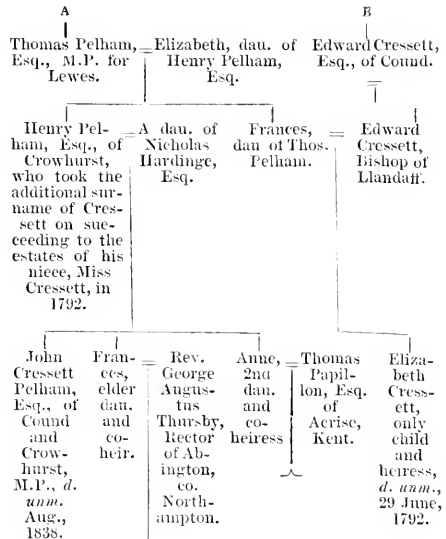 A
B
Thomas Pelham,
Esq., M.P. for
Lewes.
Elizabeth, dau. of
Henry Pelham,
Esq.
Edward Cressett,
Esq., of Cound.
Henry Pel-
ham, Esq., of
Crowhurst,
who took the
additional sur-
name of Cres-
sett on suc-
ceeding to the
estates of his
niece, Miss
Cressett, in
1792.
A dau. of
Nicholas
Hardinge,
Esq.
Frances,
dau of Thos.
Pelham.
Edward
Cressett,
Bishop of
Llandaff.
John
Cressett
Pelham,
Esq., of
Cound
and
Crow-
hurst,
M.P., d.
unm.
Aug.,
1838.
Fran-
ces,
elder
dau.
and
co-
heir.
Rev.
George
Augus-
tus
Thursby,
Rector
of Ab-
ington,
co.
North-
ampton.
Anne,
2nd
dau.
and
co-
heiress
Thomas
Papil-
lon, Esq.
of
Acrise,
Kent.
Eliza-
beth
Cress-
ett,
only
child
and
heiress,
d. unm.,
29 June,
1792.